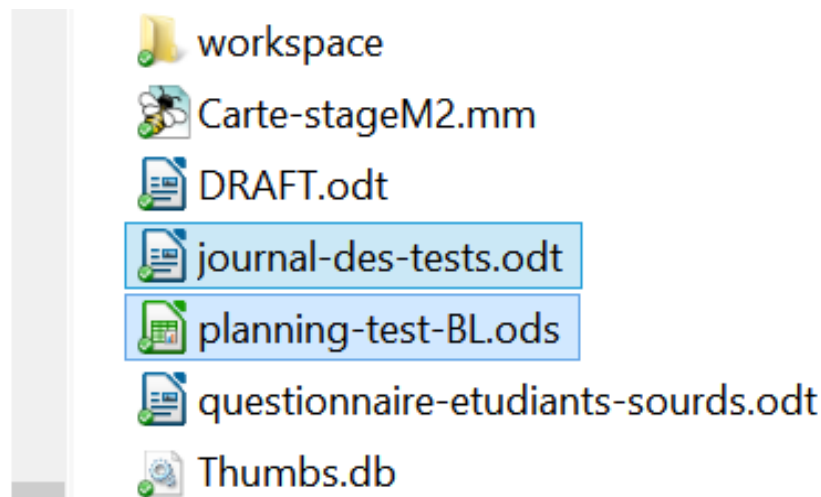 workspace
Carte-stageM2.mm
DRAFT.odt
journal-des-tests.odt
planning-test-BL.ods
questionnaire-etudiants-sourds.odt
Thumbs.db